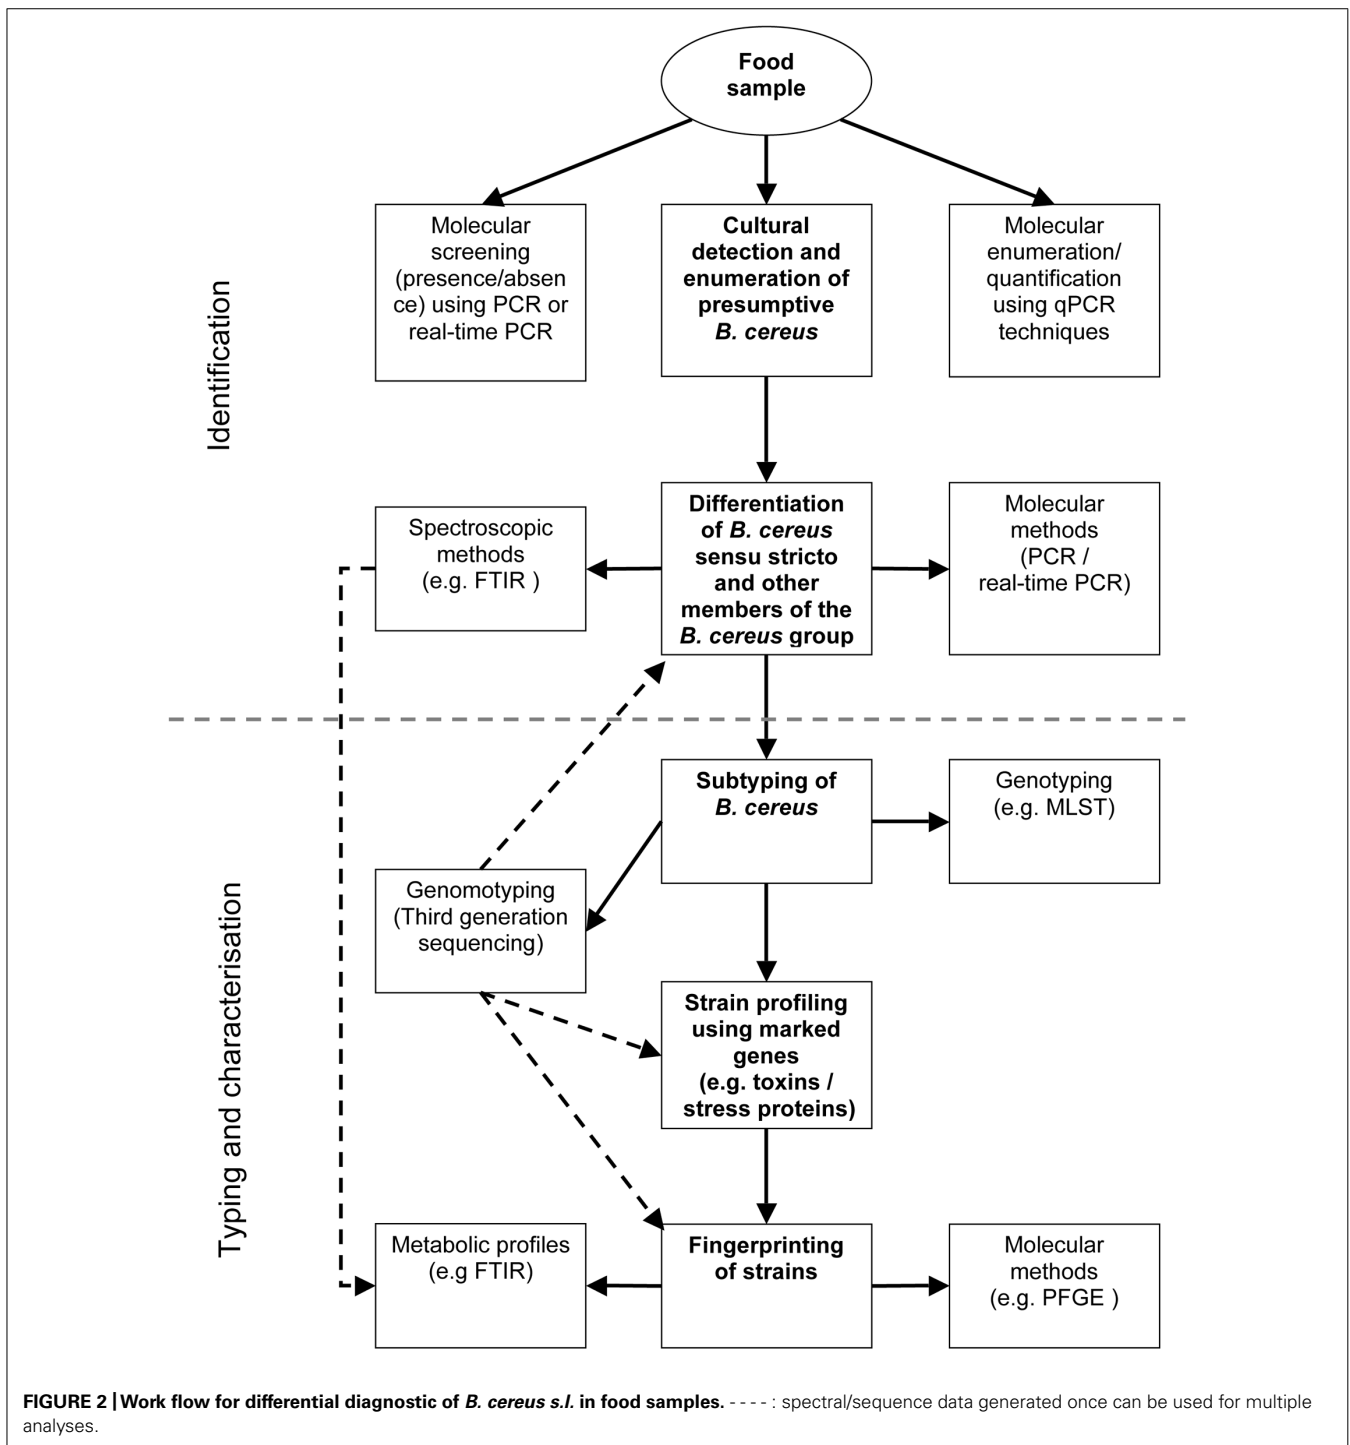 Food
sample
Molecular
screening
(presence/absen
ce) using PCR or
real-time PCR
Cultural
detection and
enumeration of
presumptive
B. cereus
Molecular
enumeration/
quantification
using qPCR
techniques
Identification
Spectroscopic
methods
(e.g. FTIR )
Differentiation
of B. cereus
sensu stricto
and other
members of the
B. cereus group
Molecular
methods
(PCR /
real-time PCR)
Subtyping of
B. cereus
Genotyping
(e.g. MLST)
Genomotyping
(Third generation
sequencing)
Typing and characterisation
Strain profiling
using marked
genes
(e.g. toxins /
stress proteins)
Metabolic profiles
(e.g FTIR)
Fingerprinting
of strains
Molecular
methods
(e.g. PFGE )
FIGURE 2 | Work flow for differential diagnostic of B. cereus s.l. in food samples. - - - - : spectral/sequence data generated once can be used for multiple
analyses.